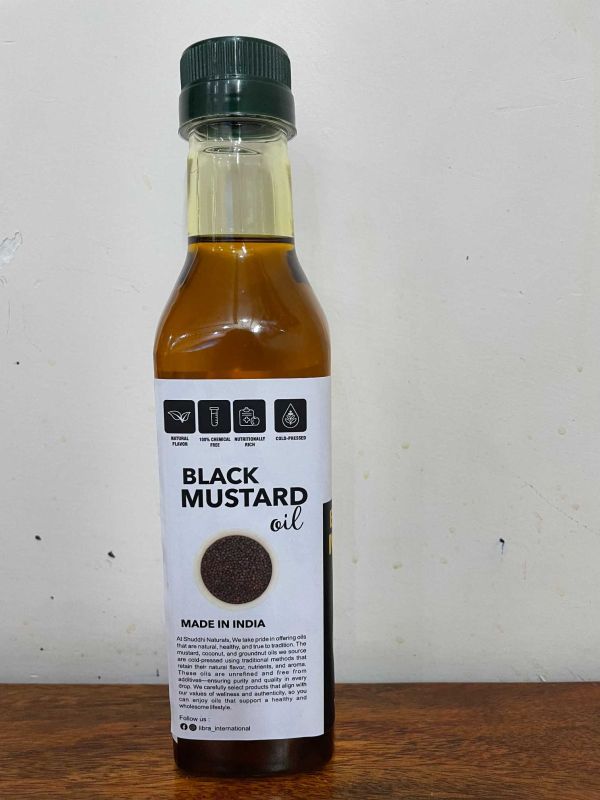 NATURAL FLAVOR
100% CHEMICAL FREE
NUTRITIONALLY RICH
COLD-PRESSED
BLACK
MUSTARD
oil
MADE IN INDIA
At Shuddhi Naturals, We take pride in offering oils
that are natural, healthy, and true to tradition. The
mustard, coconut, and groundnut oils we source
are cold-pressed using traditional methods that
retain their natural flavor, nutrients, and aroma.
These oils are unrefined and free from
additives—ensuring purity and quality in every
drop. We carefully select products that align with
our values of wellness and authenticity, so you
can enjoy oils that support a healthy and
wholesome lifestyle.
Follow us :
libra_international